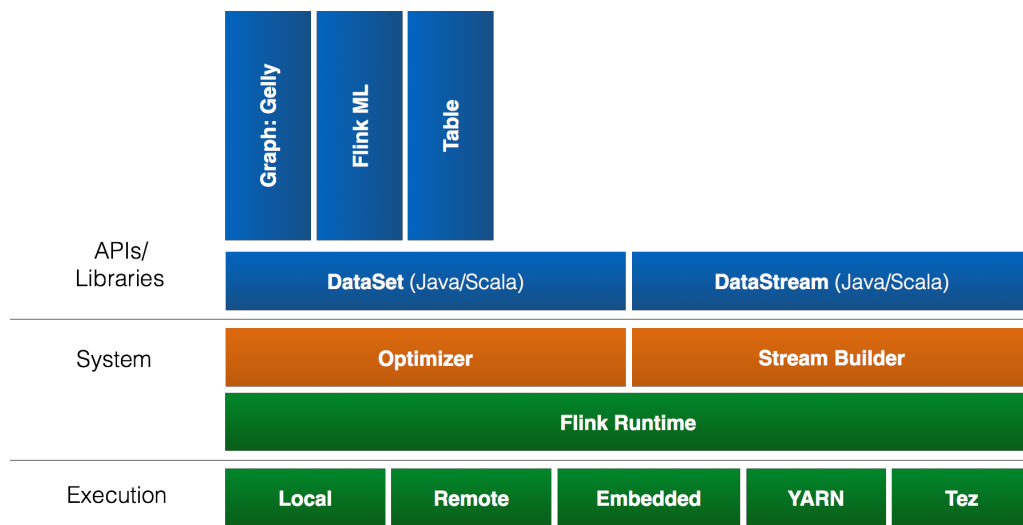 Graph: Gelly
Flink ML
Table
APIs/
Libraries
DataSet (Java/Scala)
DataStream (Java/Scala)
System
Optimizer
Stream Builder
Flink Runtime
Execution
Local
Remote
Embedded
YARN
Tez